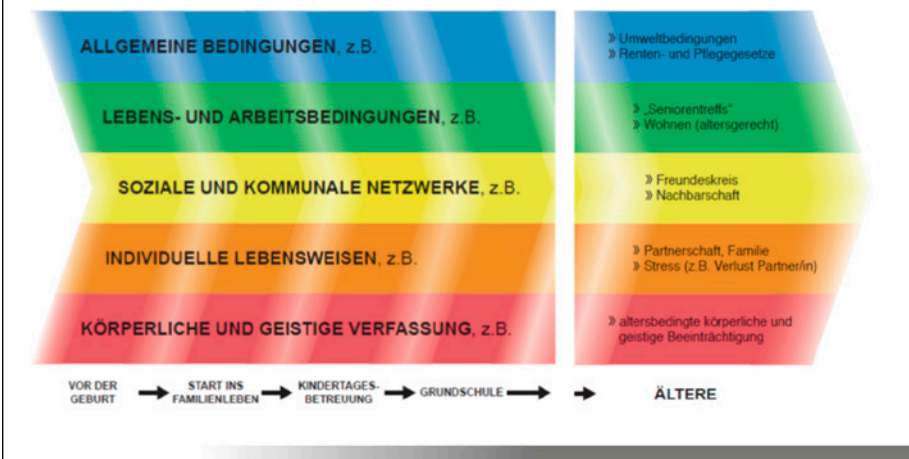 ALLGEMEINE BEDINGUNGEN, z.B.
» Umweltbedingungen
» Renten- und Pflegegesetze
LEBENS- UND ARBEITSBEDINGUNGEN, z.B.
» „Seniorentreffs"
» Wohnen (altersgerecht)
SOZIALE UND KOMMUNALE NETZWERKE, z.B.
» Freundeskreis
» Nachbarschaft
INDIVIDUELLE LEBENSWEISEN, z.B.
» Partnerschaft, Familie
» Stress (z.B. Verlust Partner/in)
KÖRPERLICHE UND GEISTIGE VERFASSUNG, z.B.
» altersbedingte körperliche und
geistige Beeinträchtigung
VOR DER
GEBURT
START INS
FAMILIENLEBEN
KINDERTAGES-
BETREUUNG
GRUNDSCHULE
ÄLTERE